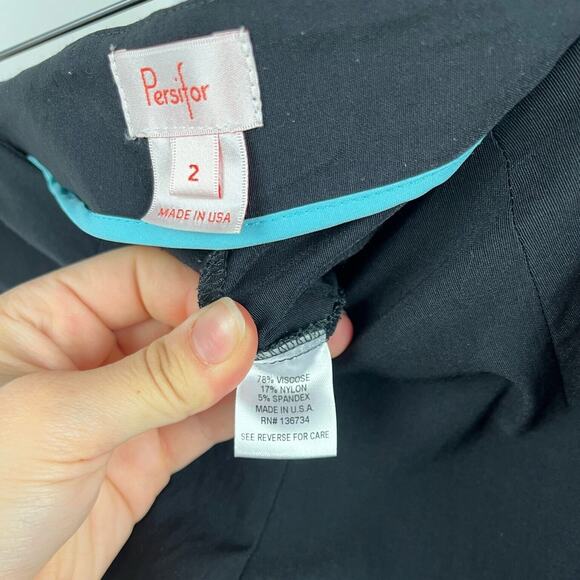 Persifor
2
MADE IN USA
78% VISCOSE
17% NYLON
5% SPANDEX
MADE IN U.S.A.
RN# 136734
SEE REVERSE FOR CARE